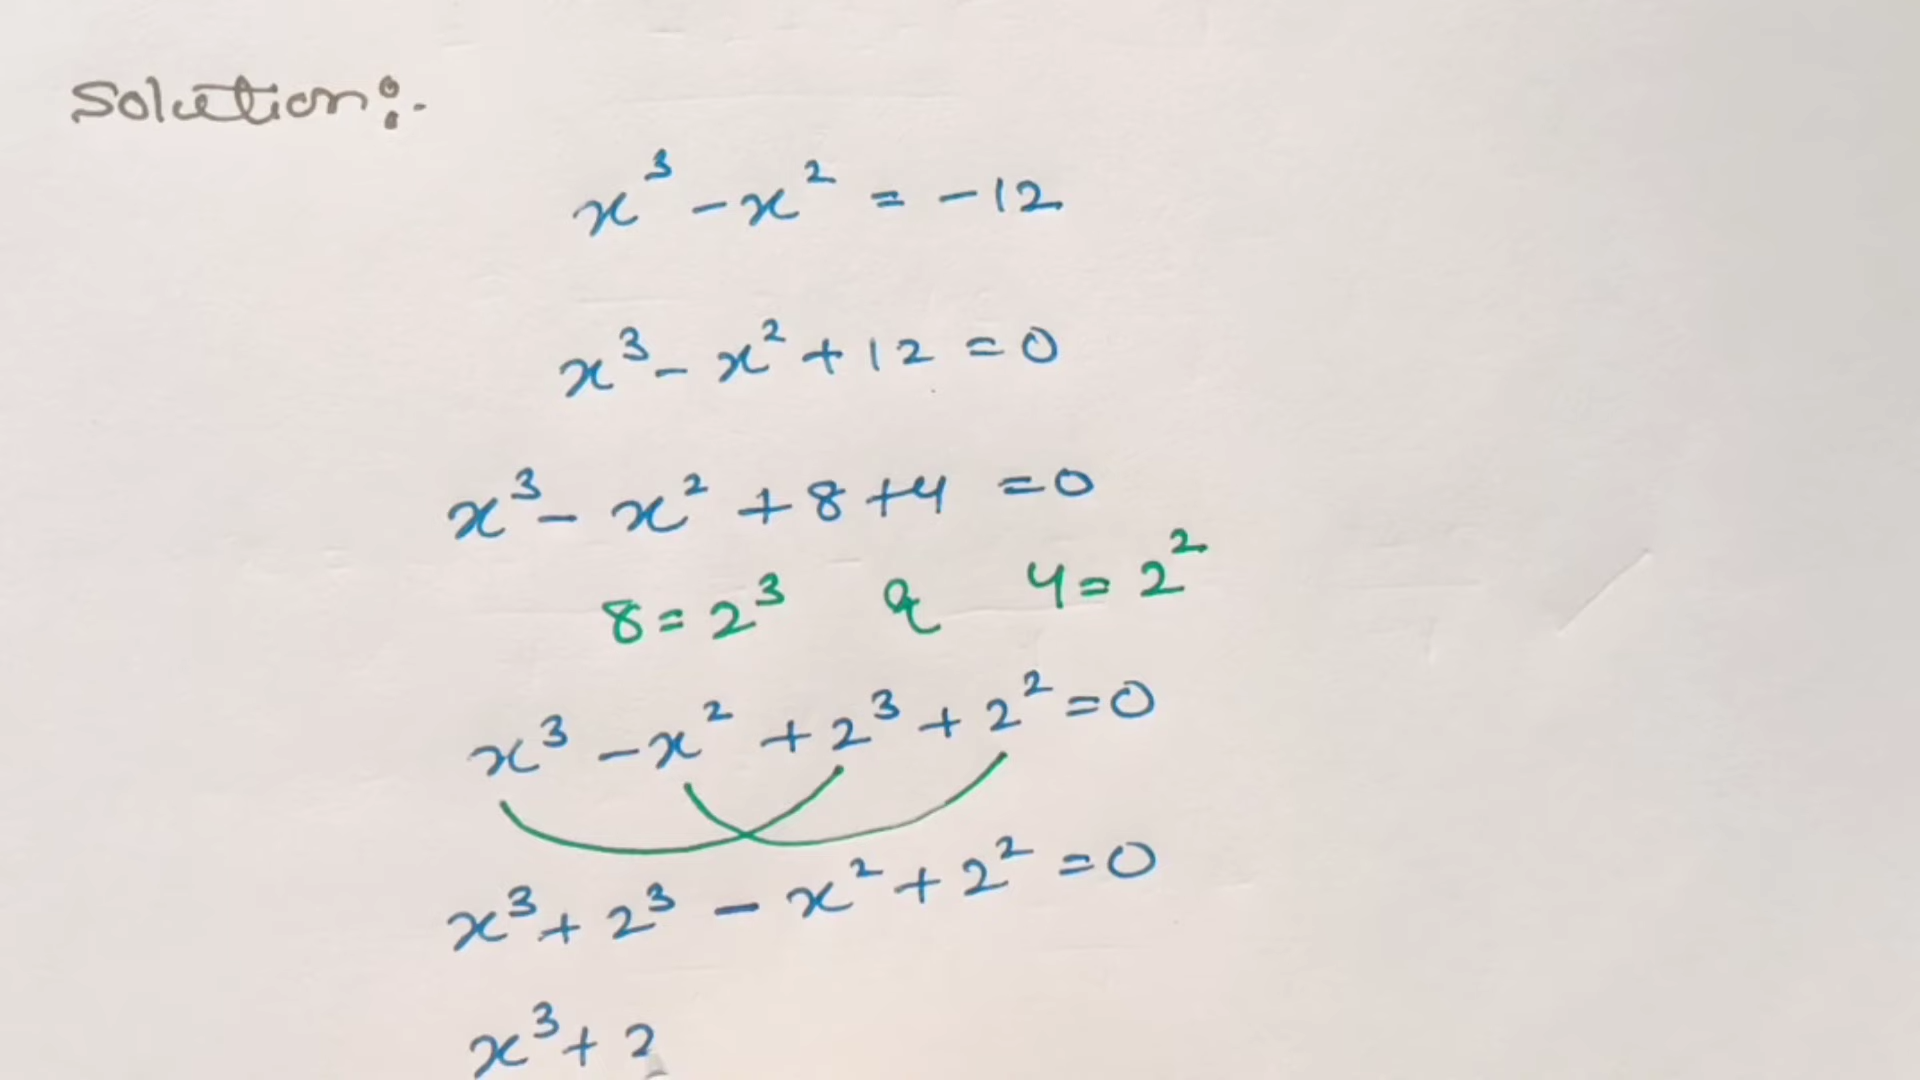 Solution:-
x³ - x² = -12
x³ - x² + 12 = 0
x³ - x² + 8 + 4 = 0
8 = 2³ & 4 = 2²
x³ - x² + 2³ + 2² = 0
x³ + 2³ - x² + 2² = 0
x³ + 2